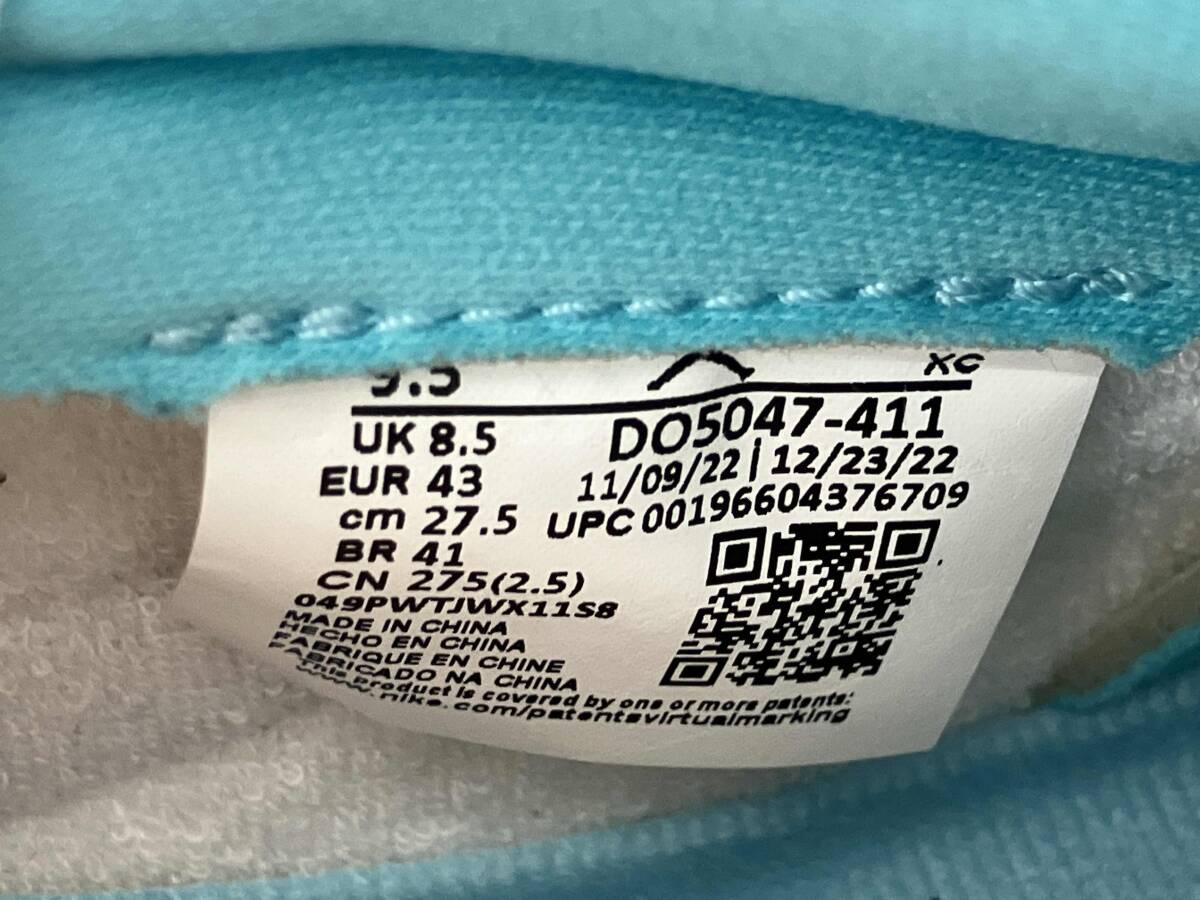 9.5
XC
UK 8.5
DO5047-411
EUR 43
11/09/22 | 12/23/22
cm 27.5
UPC 00196604376709
BR 41
CN 275(2.5)
049PWTJWX11S8
MADE IN CHINA
HECHO EN CHINA
FABRIQUE EN CHINE
FABRICADO NA CHINA
This product is covered by one or more patents:
www.nike.com/patentsvirtualmarking